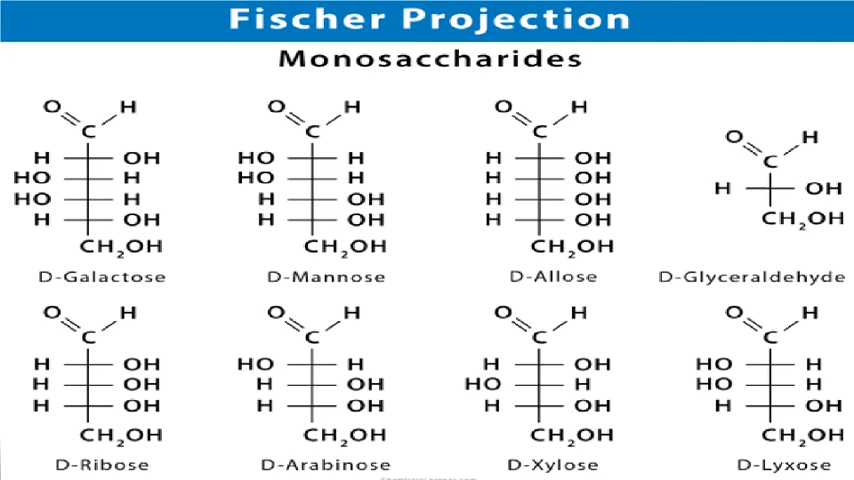 Fischer Projection
Monosaccharides
O H O H O H
C C C O H
H OH HO H H OH C
HO H HO H H OH H OH
HO H H OH H OH CH₂OH
H OH H OH H OH
CH₂OH CH₂OH CH₂OH
D-Galactose D-Mannose D-Allose D-Glyceraldehyde
O H O H O H O H
C C C C
H OH HO H H OH HO H
H OH H OH HO H HO H
H OH H OH H OH H OH
CH₂OH CH₂OH CH₂OH CH₂OH
D-Ribose D-Arabinose D-Xylose D-Lyxose